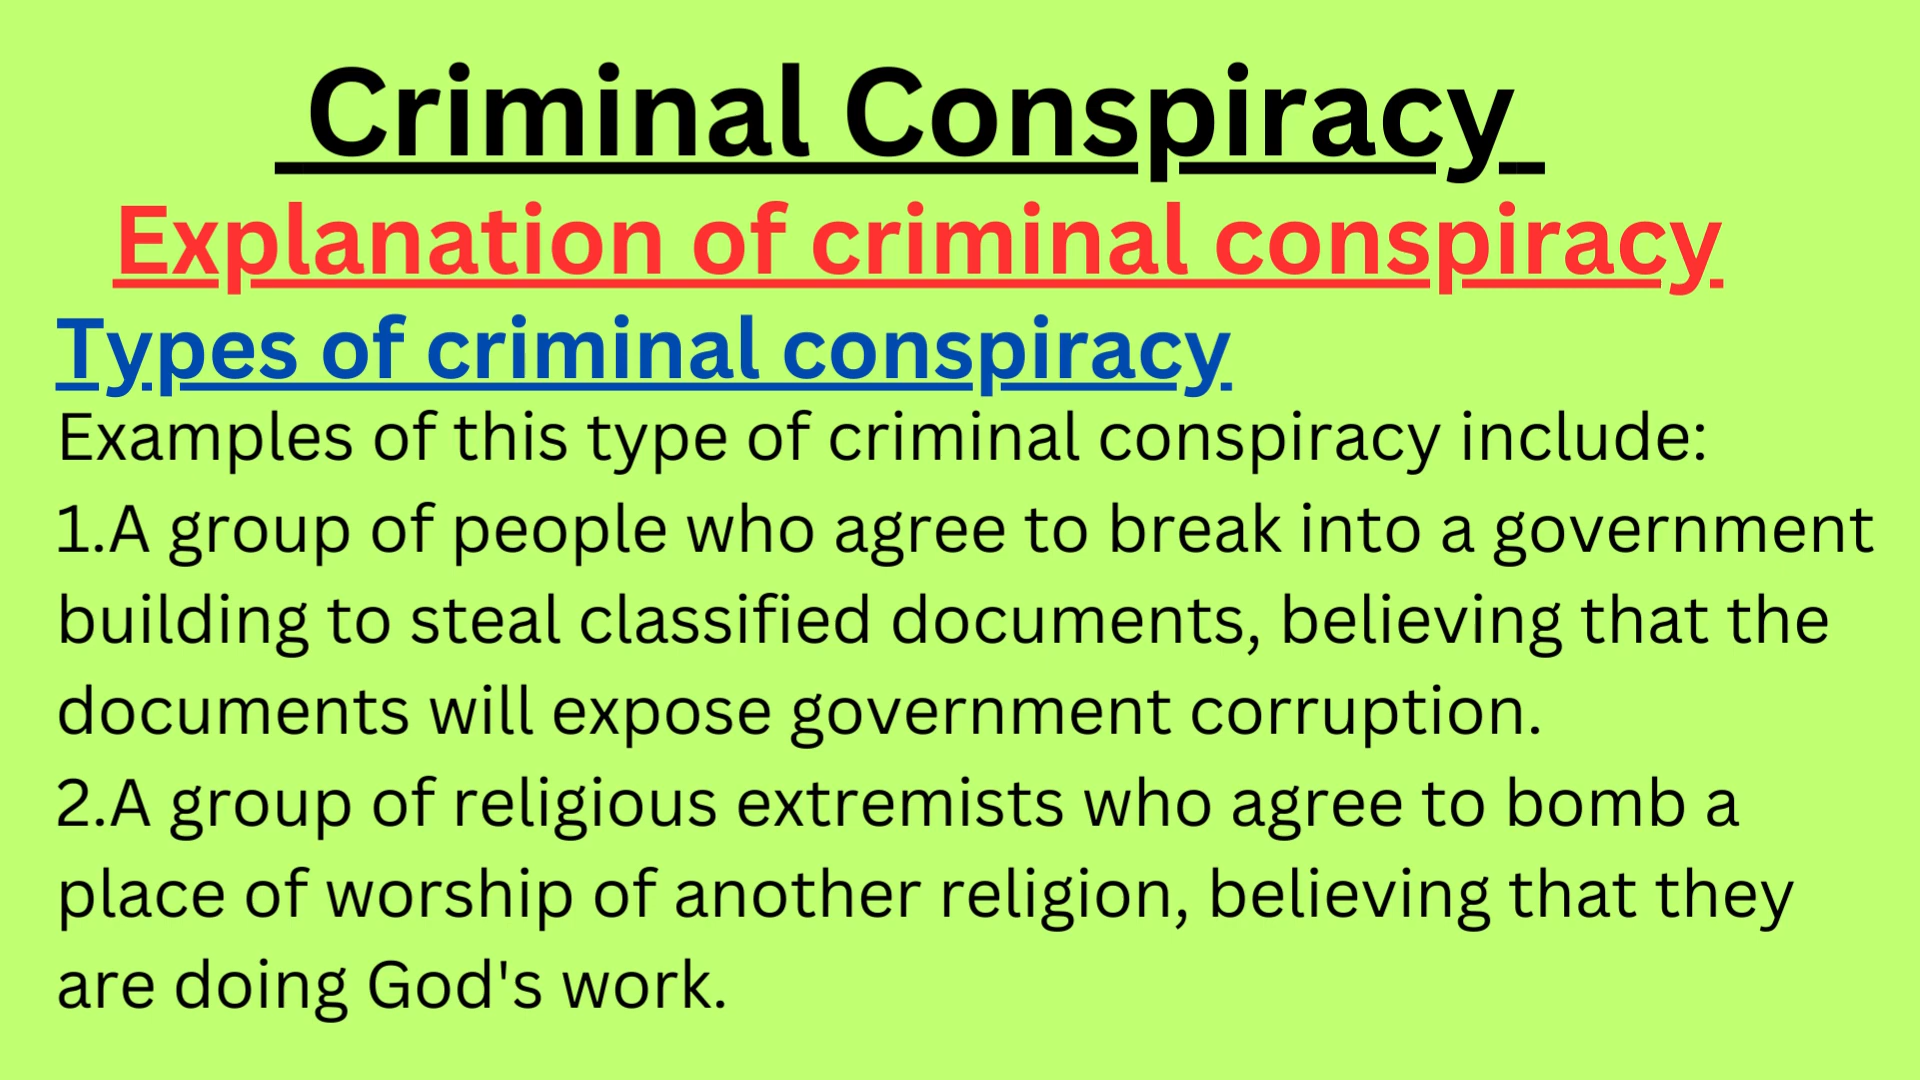 Criminal Conspiracy
Explanation of criminal conspiracy
Types of criminal conspiracy
Examples of this type of criminal conspiracy include:
1.A group of people who agree to break into a government
building to steal classified documents, believing that the
documents will expose government corruption.
2.A group of religious extremists who agree to bomb a
place of worship of another religion, believing that they
are doing God's work.